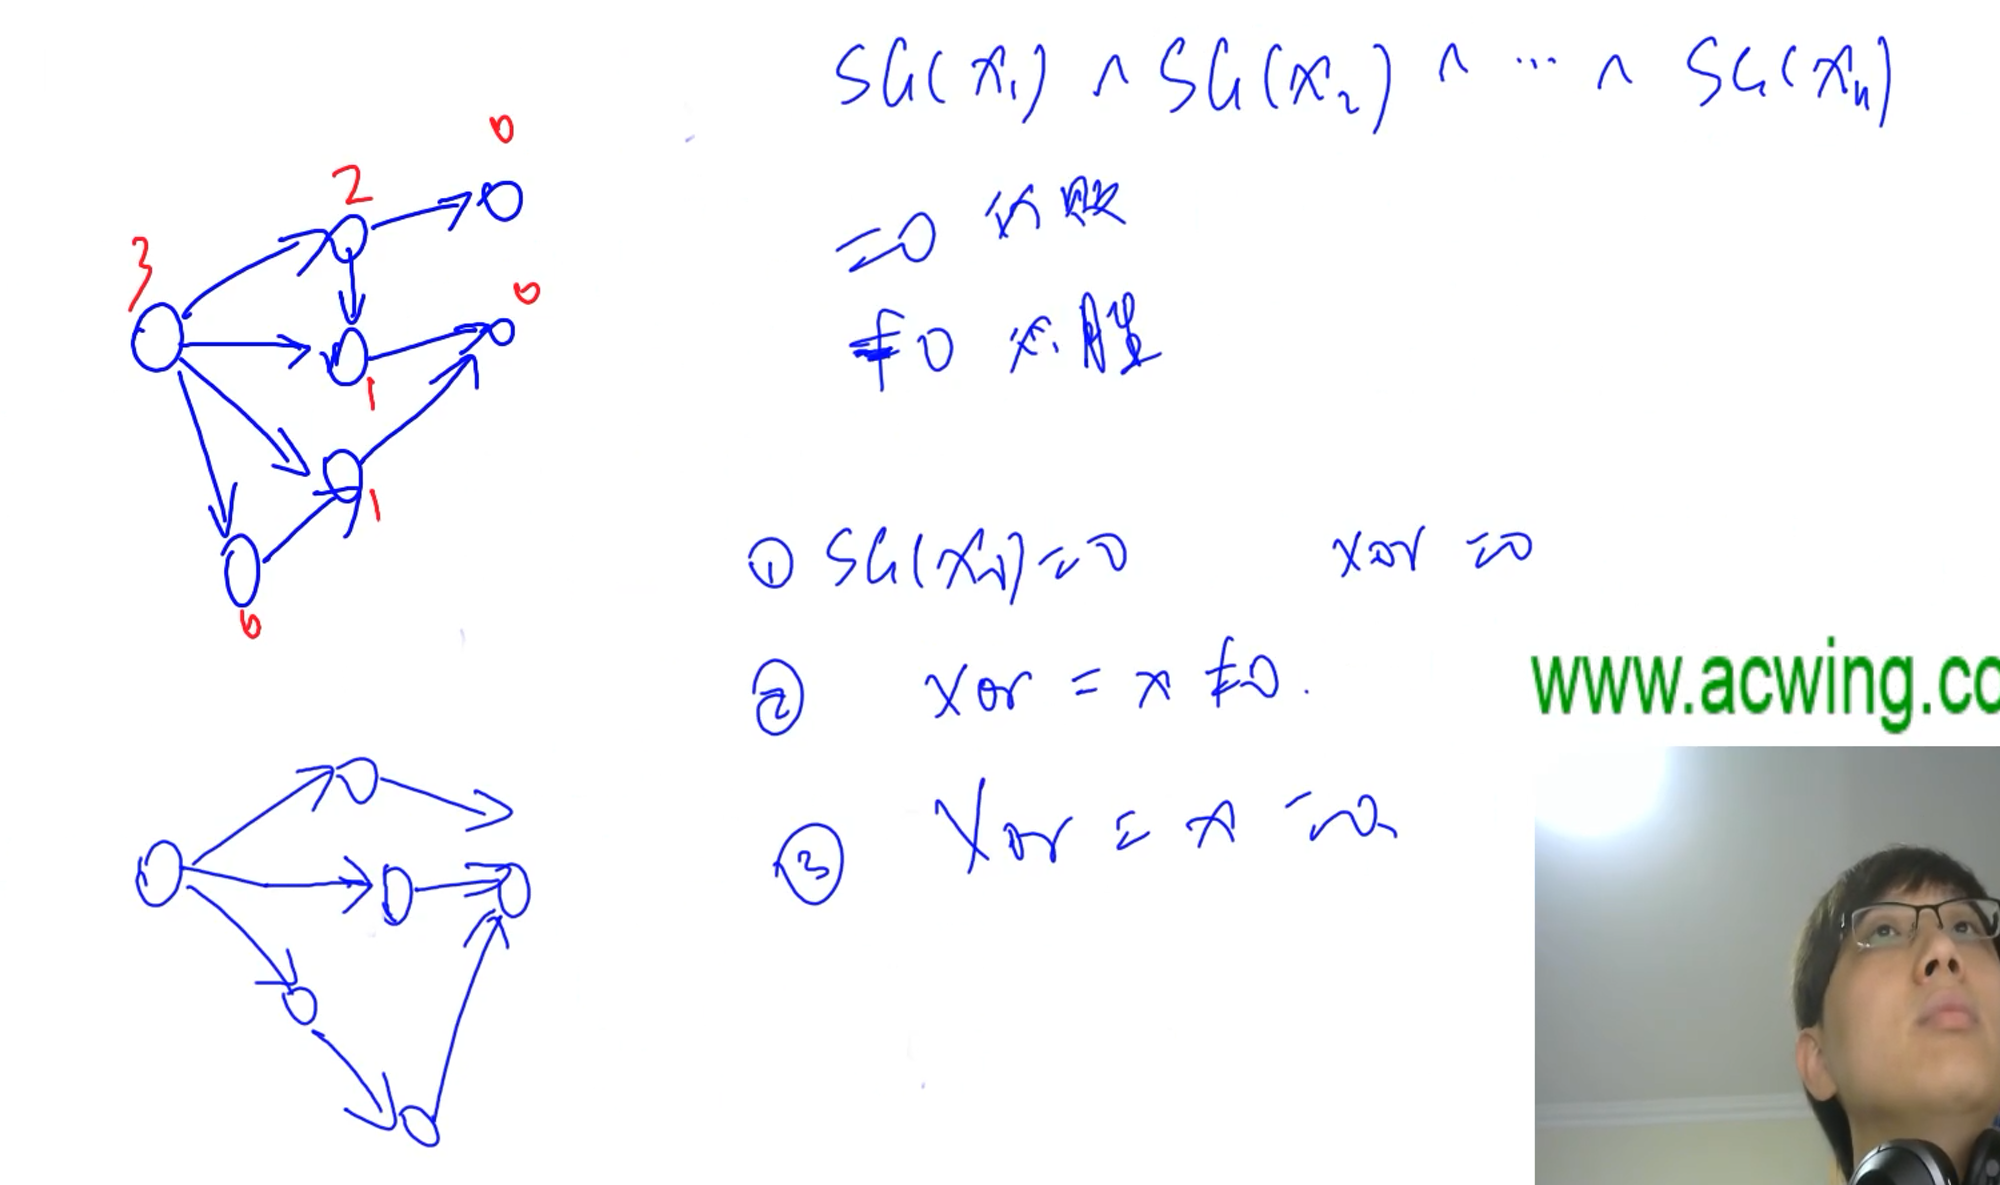 SG(x₁) ∧ SG(x₂) ∧ ⋯ ∧ SG(xₙ)
0
2
=0 必败
3
0
≠0 必胜
1
1
① SG(x)=0 xor =0
0
② xor = x ≠0.
www.acwing.co
③ xor = x =0